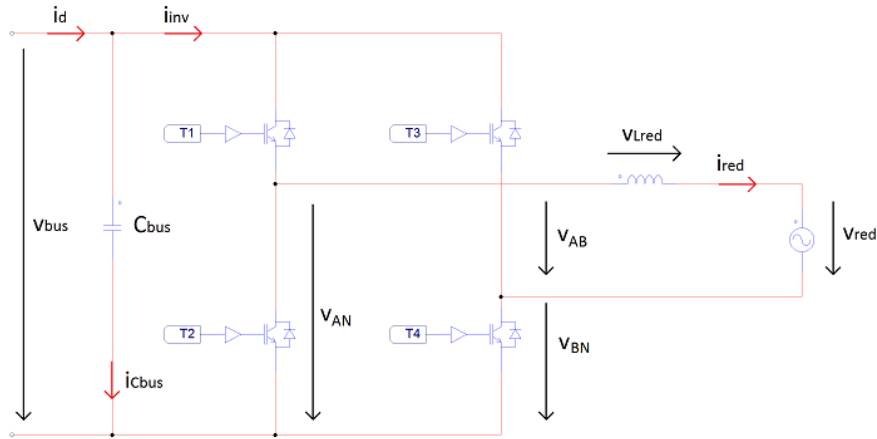 id
iinv
T1
T3
vLred
ired
vbus
Cbus
vAB
vred
T2
T4
vAN
vBN
iCbus